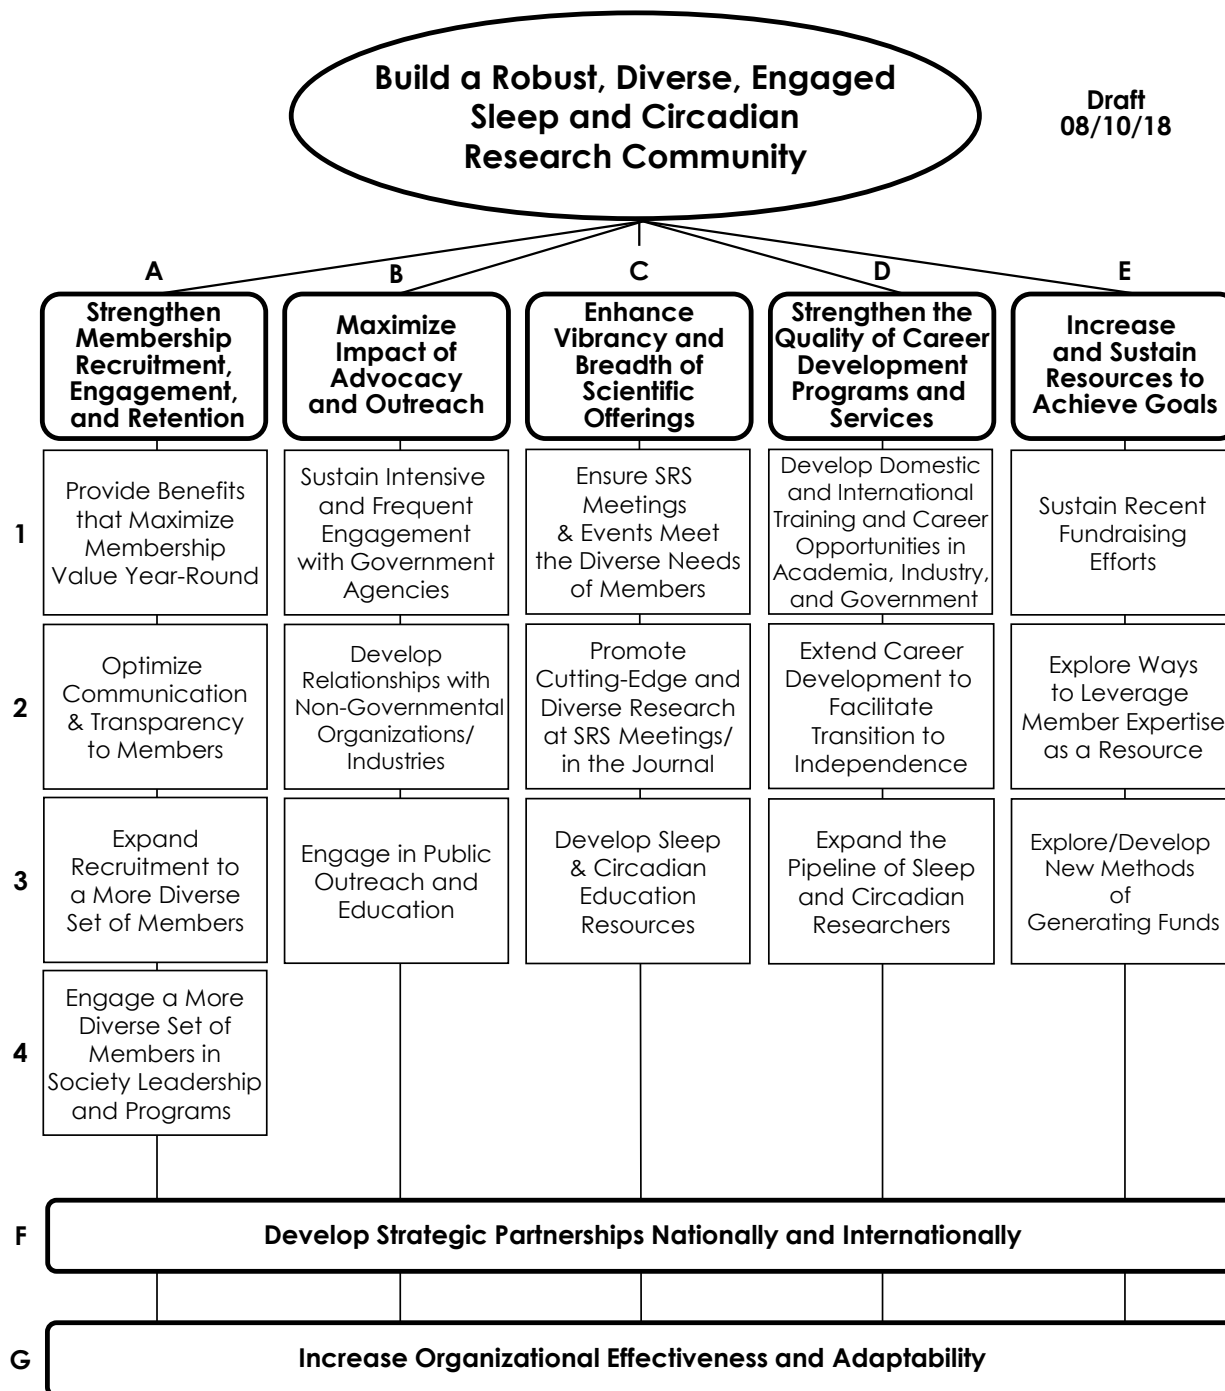 Build a Robust, Diverse, Engaged
Sleep and Circadian
Research Community
Draft
08/10/18
A
B
C
D
E
Strengthen
Membership
Recruitment,
Engagement,
and Retention
Maximize
Impact of
Advocacy
and Outreach
Enhance
Vibrancy and
Breadth of
Scientific
Offerings
Strengthen the
Quality of Career
Development
Programs and
Services
Increase
and Sustain
Resources to
Achieve Goals
1
Provide Benefits
that Maximize
Membership
Value Year-Round
Sustain Intensive
and Frequent
Engagement
with Government
Agencies
Ensure SRS
Meetings
& Events Meet
the Diverse Needs
of Members
Develop Domestic
and International
Training and Career
Opportunities in
Academia, Industry,
and Government
Sustain Recent
Fundraising
Efforts
2
Optimize
Communication
& Transparency
to Members
Develop
Relationships with
Non-Governmental
Organizations/
Industries
Promote
Cutting-Edge and
Diverse Research
at SRS Meetings/
in the Journal
Extend Career
Development to
Facilitate
Transition to
Independence
Explore Ways
to Leverage
Member Expertise
as a Resource
3
Expand
Recruitment to
a More Diverse
Set of Members
Engage in Public
Outreach and
Education
Develop Sleep
& Circadian
Education
Resources
Expand the
Pipeline of Sleep
and Circadian
Researchers
Explore/Develop
New Methods
of
Generating Funds
4
Engage a More
Diverse Set of
Members in
Society Leadership
and Programs
F
Develop Strategic Partnerships Nationally and Internationally
G
Increase Organizational Effectiveness and Adaptability